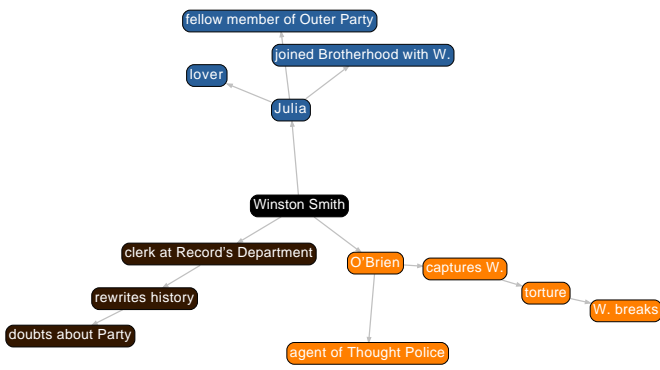 fellow member of Outer Party
joined Brotherhood with W.
lover
Julia
Winston Smith
clerk at Record's Department
O'Brien
captures W.
rewrites history
torture
W. breaks
doubts about Party
agent of Thought Police